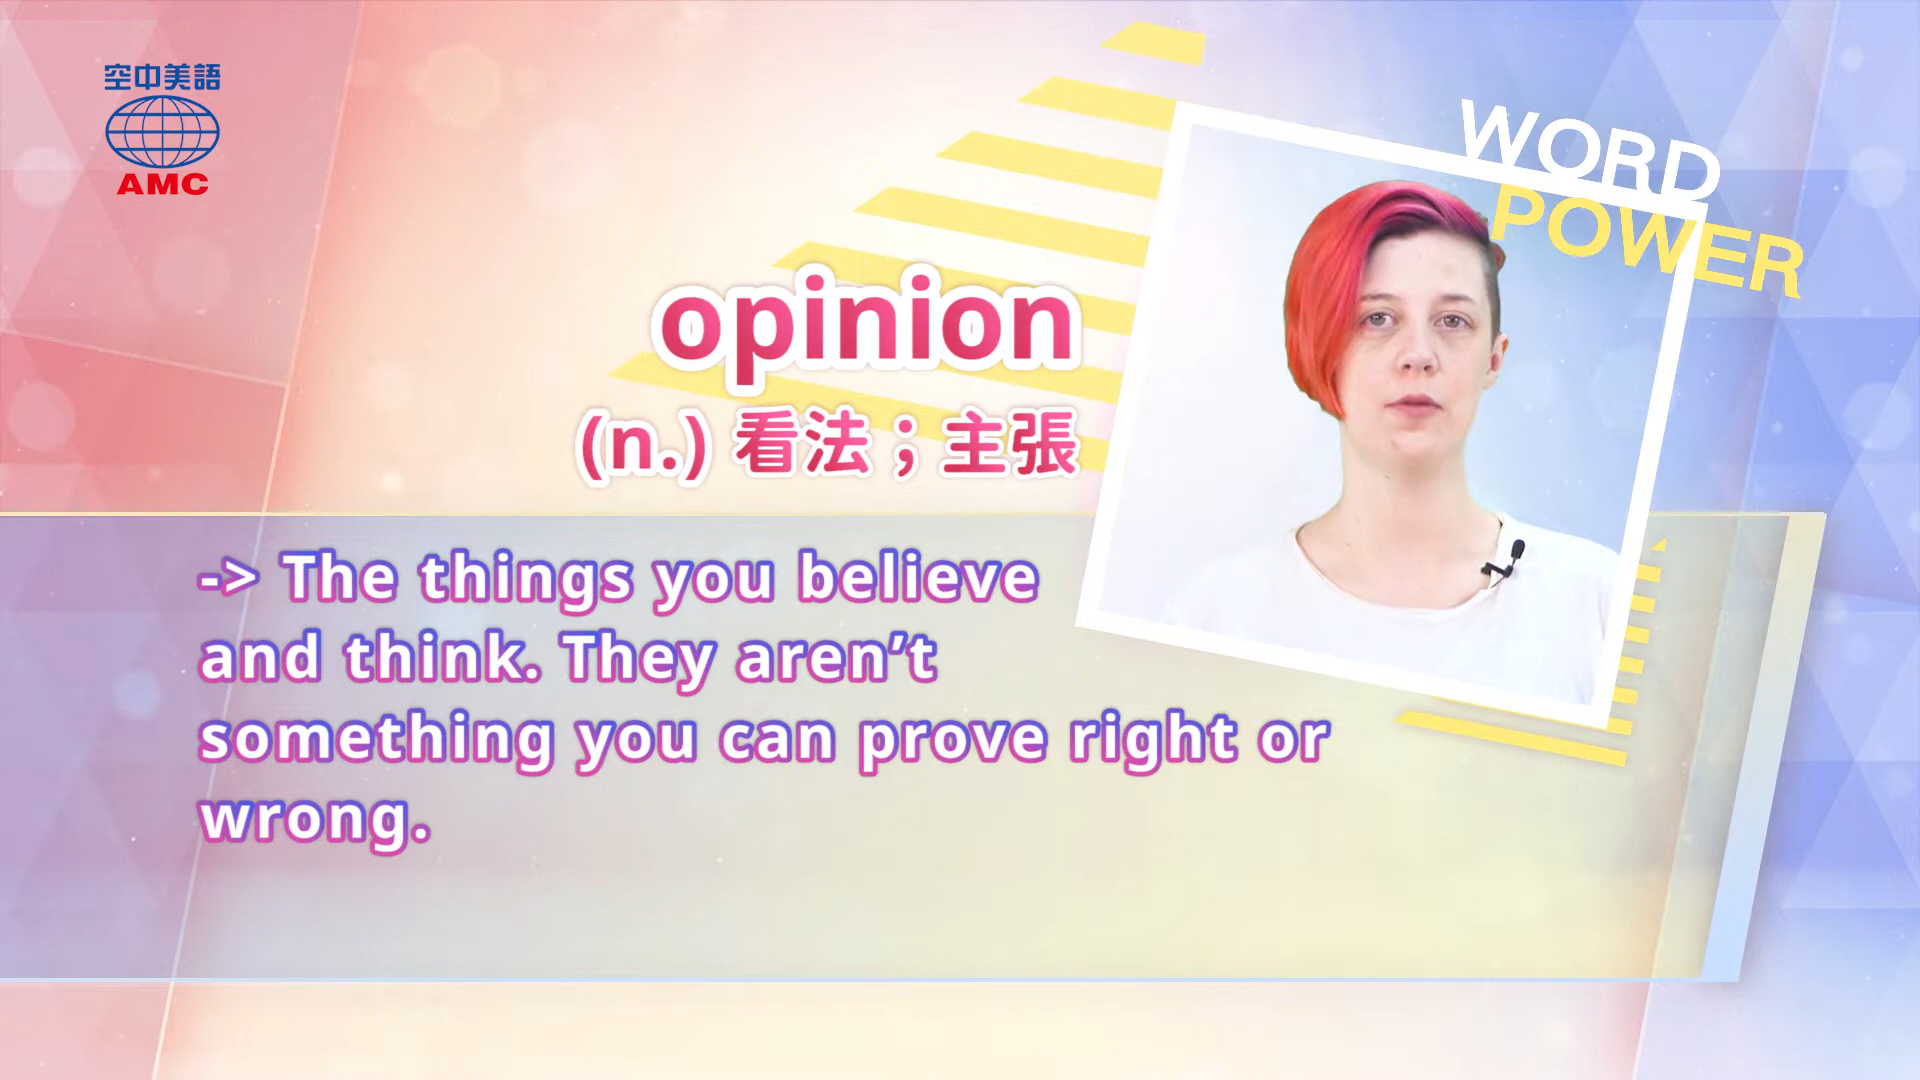 空中美語
AMC
WORD
POWER
opinion
(n.) 看法；主張
-> The things you believe
and think. They aren’t
something you can prove right or
wrong.